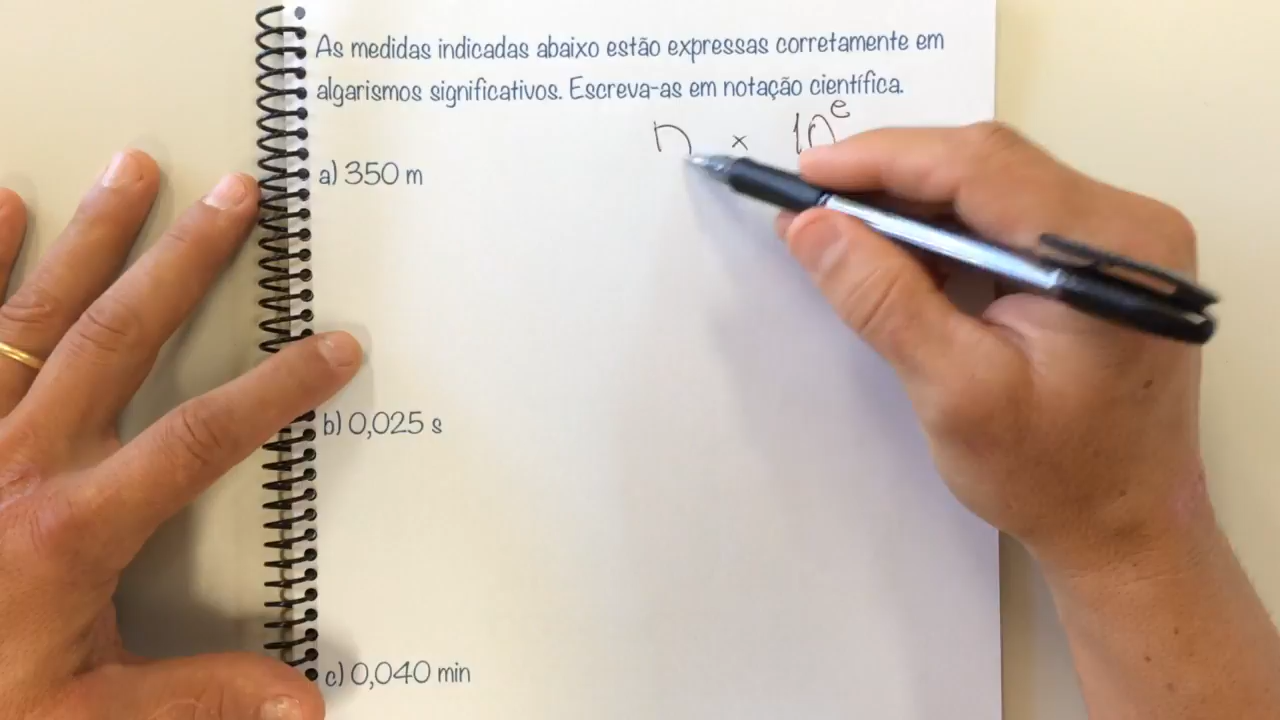 As medidas indicadas abaixo estão expressas corretamente em
algarismos significativos. Escreva-as em notação científica.
n × 10^e
a) 350 m
b) 0,025 s
c) 0,040 min